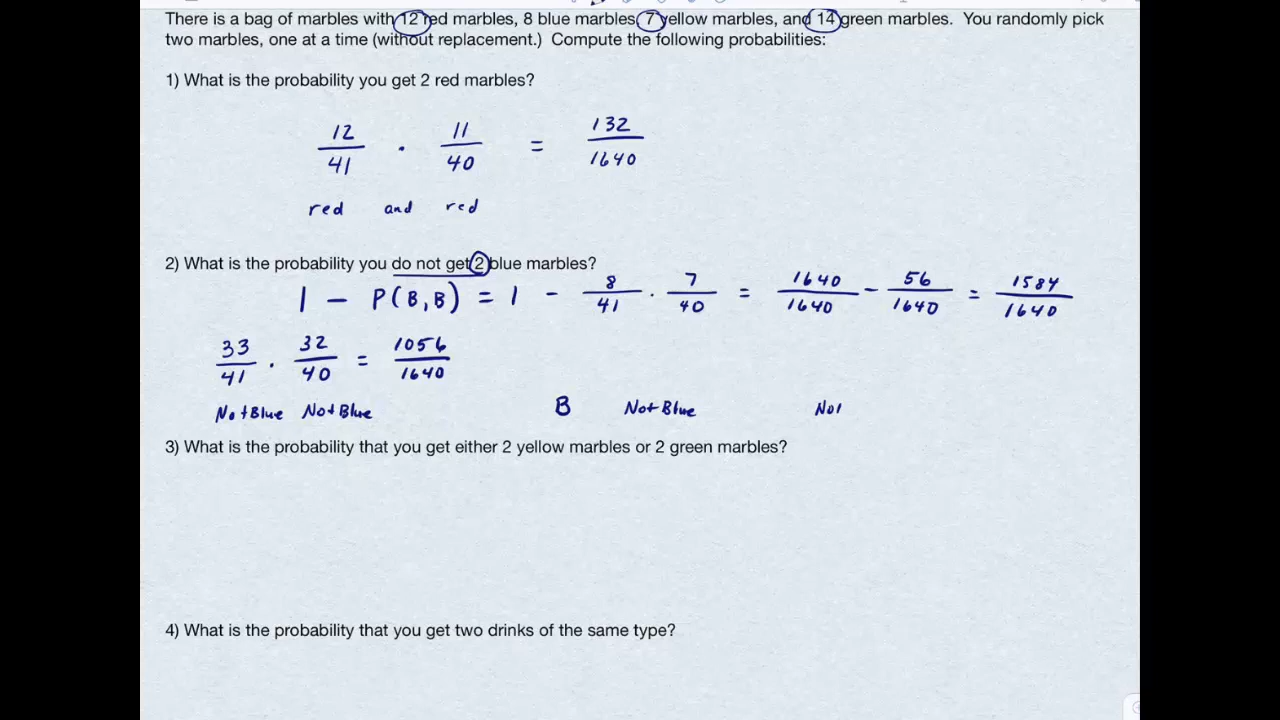 There is a bag of marbles with 12 red marbles, 8 blue marbles, 7 yellow marbles, and 14 green marbles. You randomly pick
two marbles, one at a time (without replacement.) Compute the following probabilities:
1) What is the probability you get 2 red marbles?
12/41 · 11/40 = 132/1640
red and red
2) What is the probability you do not get 2 blue marbles?
1 - P(B,B) = 1 - 8/41 · 7/40 = 1640/1640 - 56/1640 = 1584/1640
33/41 · 32/40 = 1056/1640
Not Blue Not Blue B Not Blue Not
3) What is the probability that you get either 2 yellow marbles or 2 green marbles?
4) What is the probability that you get two drinks of the same type?